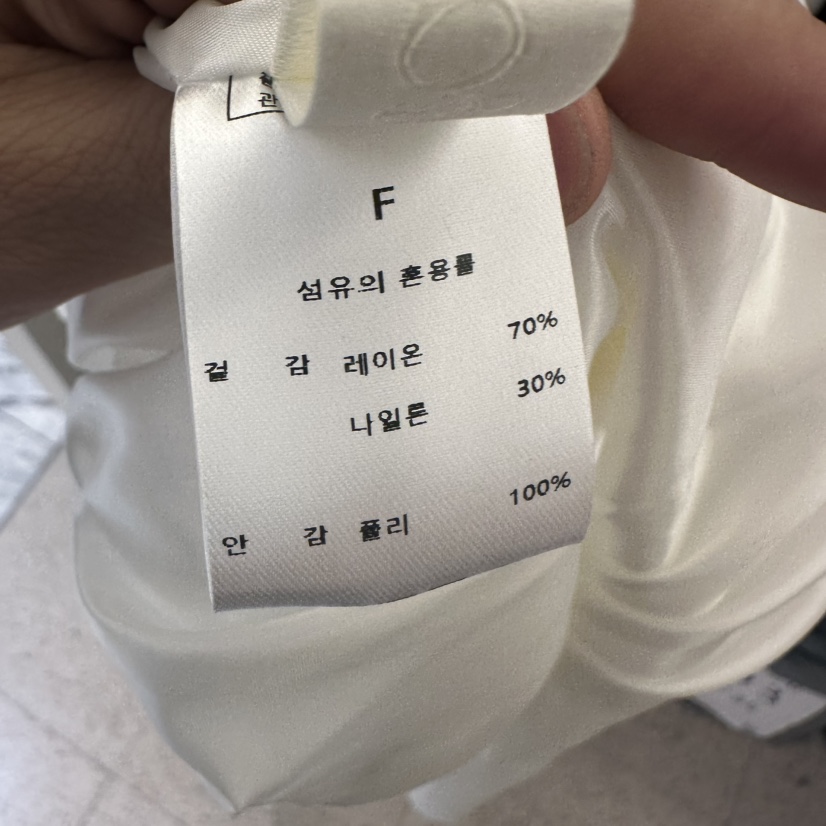 관
F
섬유의 혼용률
겉 감 레이온 70%
나일론 30%
안 감 폴리 100%